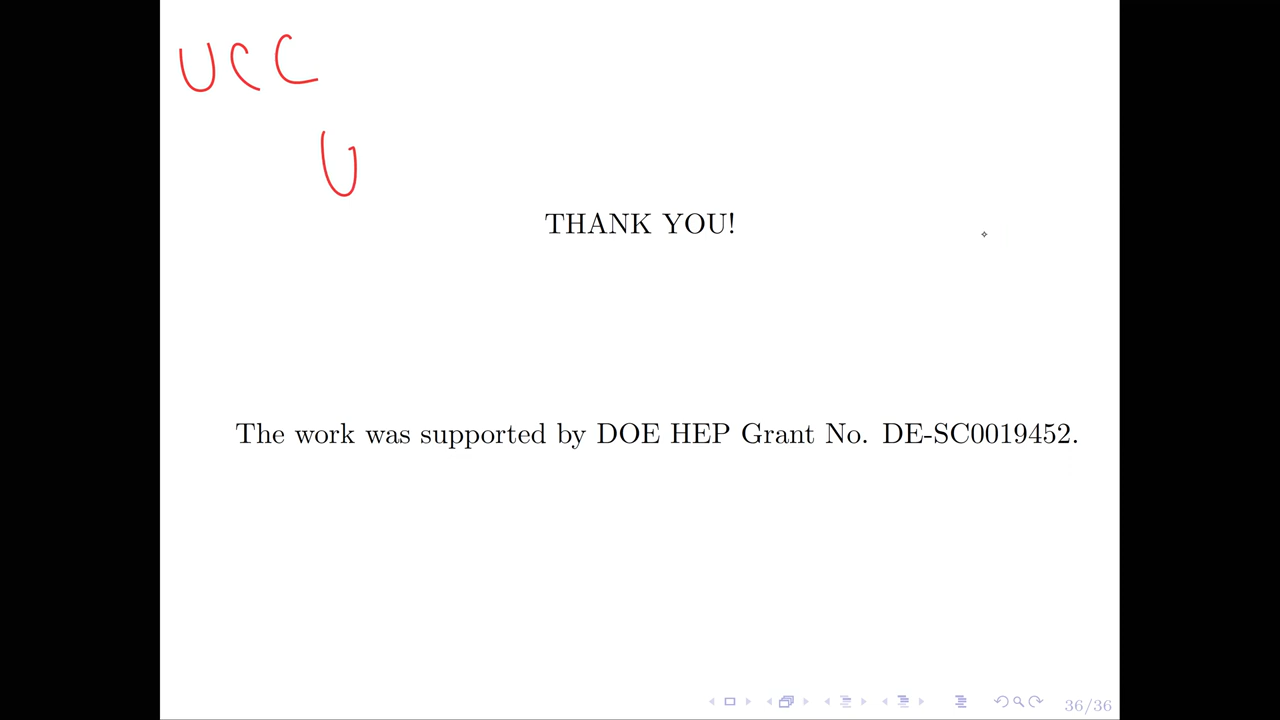 UCC
U
THANK YOU!
The work was supported by DOE HEP Grant No. DE-SC0019452.
36/36